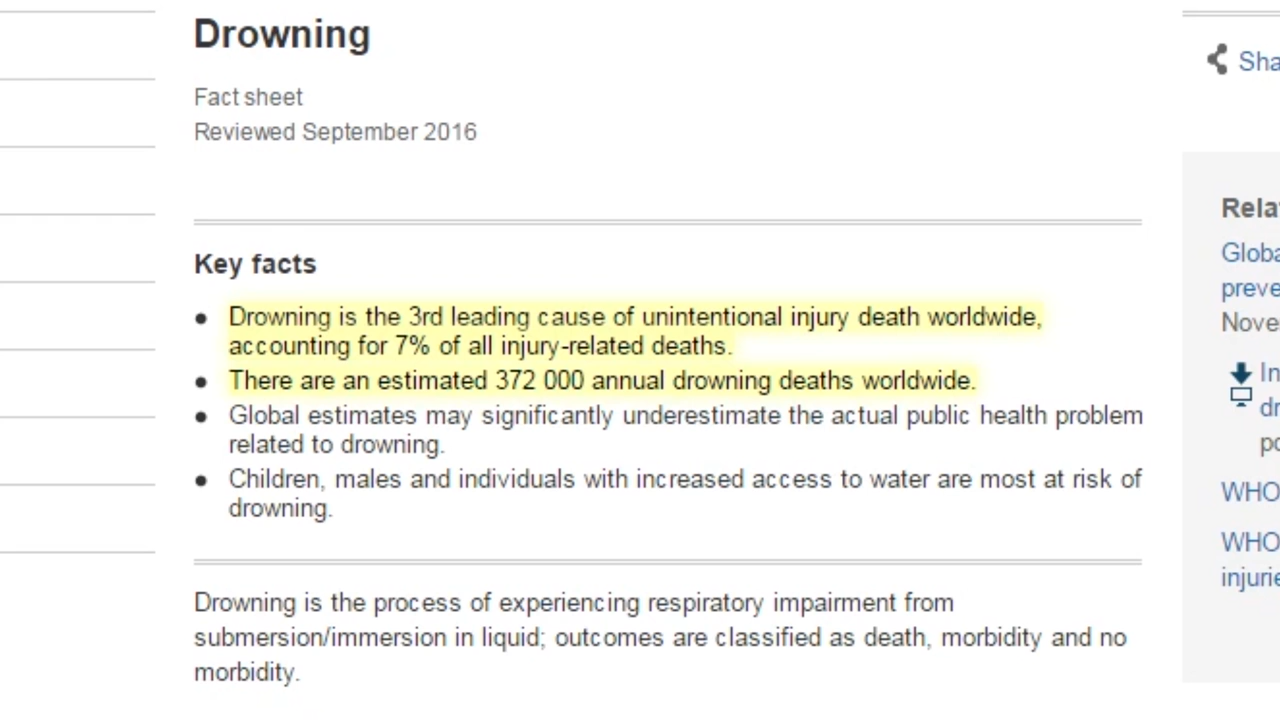 Drowning
Fact sheet
Reviewed September 2016
Key facts
Drowning is the 3rd leading cause of unintentional injury death worldwide,
accounting for 7% of all injury-related deaths.
There are an estimated 372 000 annual drowning deaths worldwide.
Global estimates may significantly underestimate the actual public health problem
related to drowning.
Children, males and individuals with increased access to water are most at risk of
drowning.
Drowning is the process of experiencing respiratory impairment from
submersion/immersion in liquid; outcomes are classified as death, morbidity and no
morbidity.
Sha
Rela
Globa
preve
Nove
In
dr
po
WHO
WHO
injurie